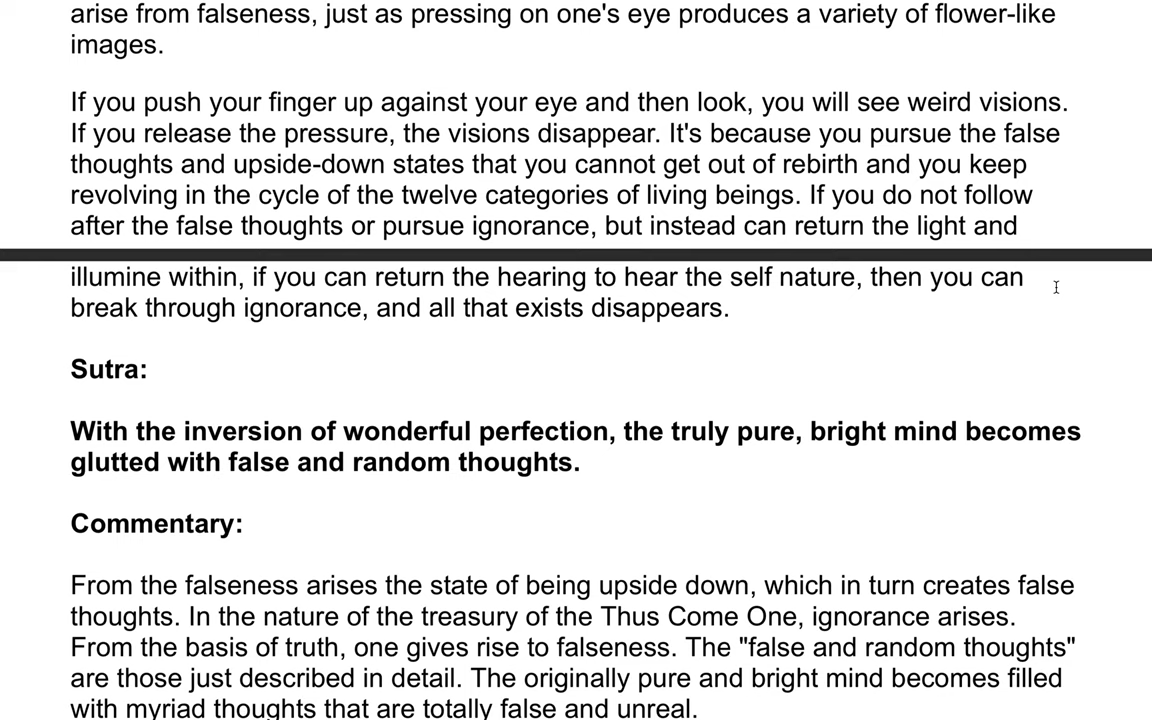 arise from falseness, just as pressing on one's eye produces a variety of flower-like
images.
If you push your finger up against your eye and then look, you will see weird visions.
If you release the pressure, the visions disappear. It's because you pursue the false
thoughts and upside-down states that you cannot get out of rebirth and you keep
revolving in the cycle of the twelve categories of living beings. If you do not follow
after the false thoughts or pursue ignorance, but instead can return the light and
illumine within, if you can return the hearing to hear the self nature, then you can
break through ignorance, and all that exists disappears.
Sutra:
With the inversion of wonderful perfection, the truly pure, bright mind becomes
glutted with false and random thoughts.
Commentary:
From the falseness arises the state of being upside down, which in turn creates false
thoughts. In the nature of the treasury of the Thus Come One, ignorance arises.
From the basis of truth, one gives rise to falseness. The "false and random thoughts"
are those just described in detail. The originally pure and bright mind becomes filled
with myriad thoughts that are totally false and unreal.